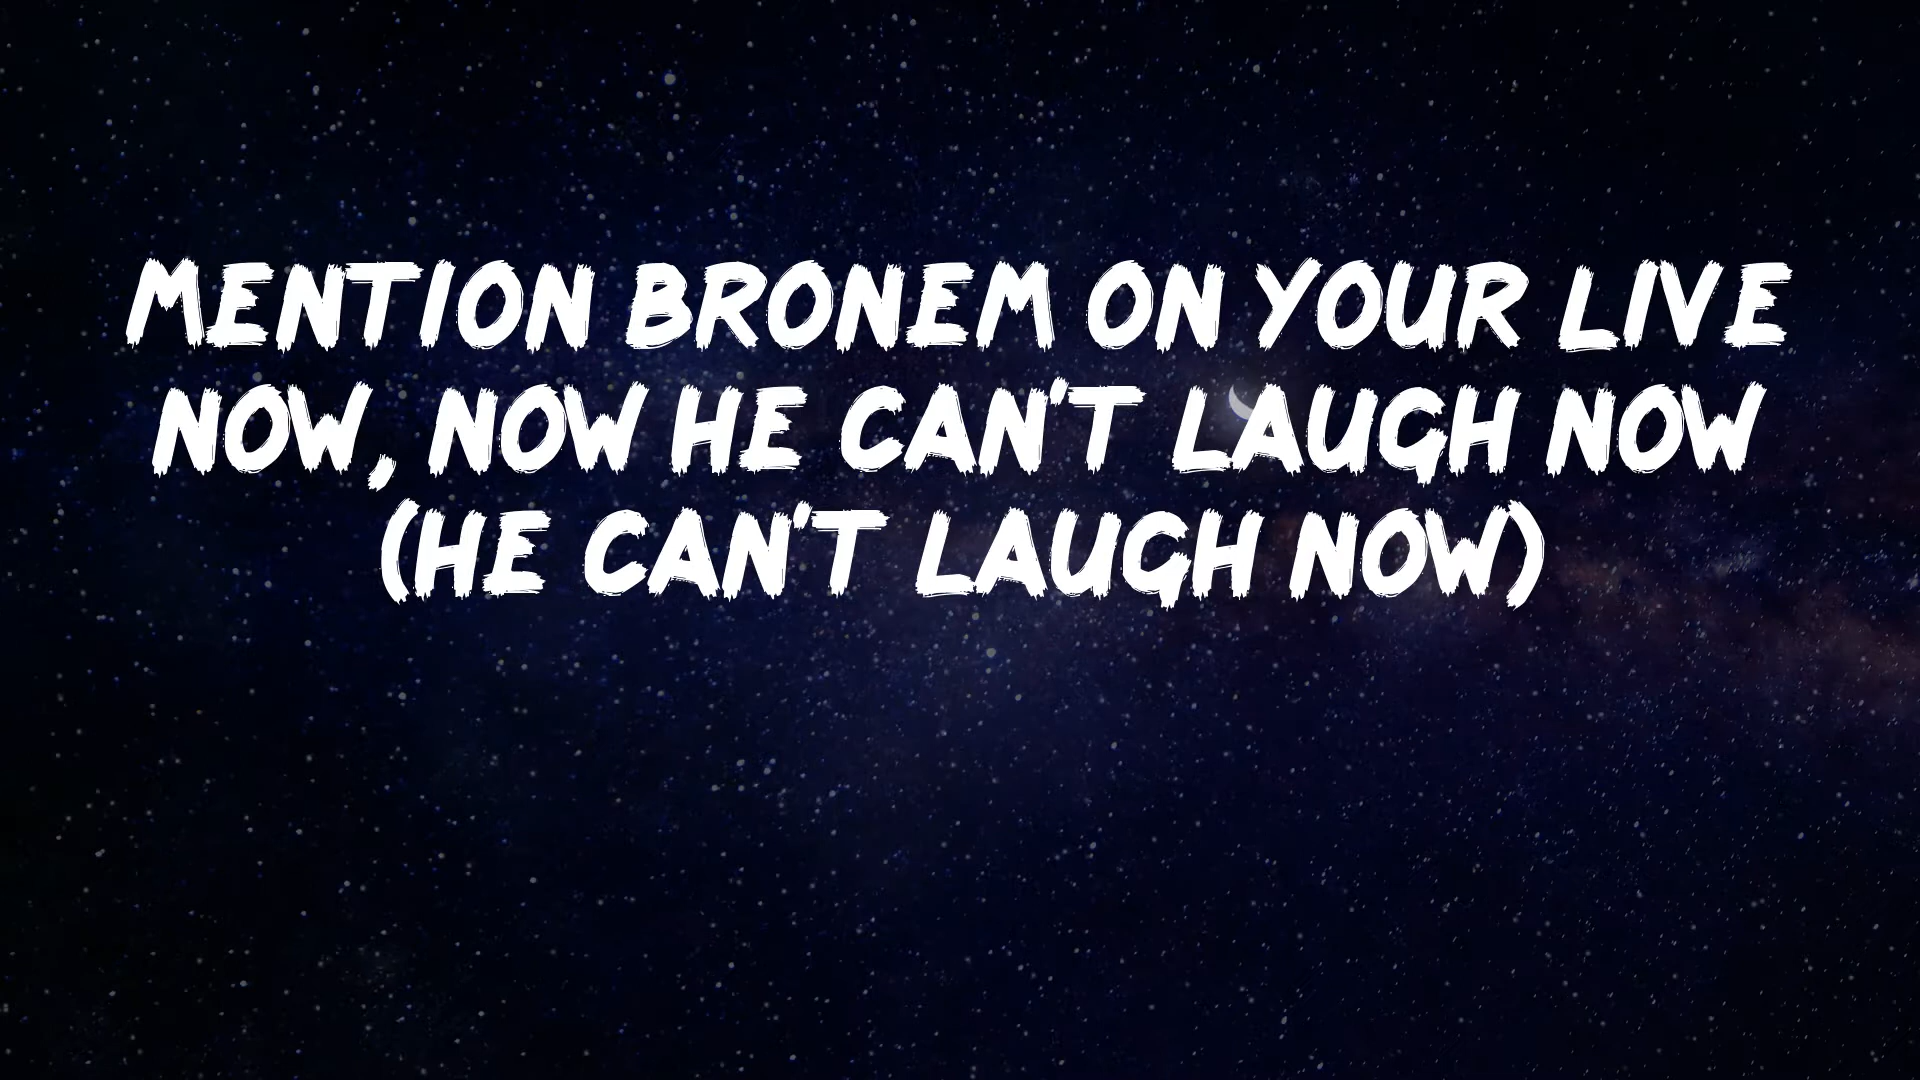 MENTION BRONEM ON YOUR LIVE
NOW, NOW HE CAN'T LAUGH NOW
(HE CAN'T LAUGH NOW)